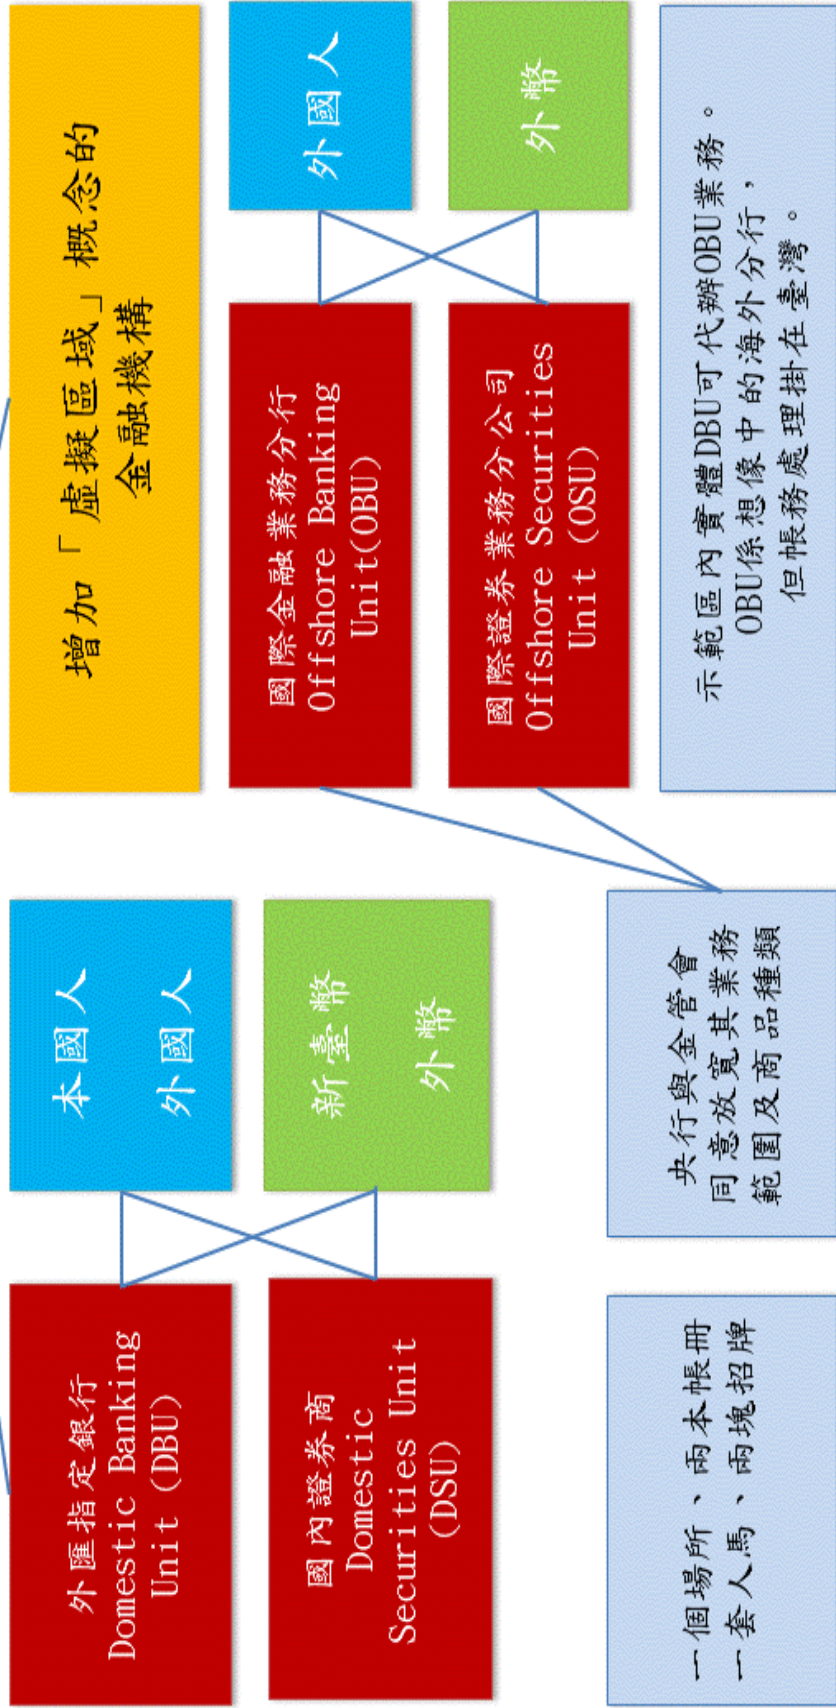 外匯指定銀行
Domestic Banking
Unit (DBU)
本國人
外國人
國內證券商
Domestic
Securities Unit
(DSU)
新臺幣
外幣
一個場所、兩本帳冊
一套人馬、兩塊招牌
央行與金管會
同意放寬其業務
範圍及商品種類
增加「虛擬區域」概念的
金融機構
國際金融業務分行
Offshore Banking
Unit(OBU)
外國人
國際證券業務分公司
Offshore Securities
Unit (OSU)
外幣
示範區內實體DBU可代辦OBU業務。
OBU係想像中的海外分行，
但帳務處理掛在臺灣。